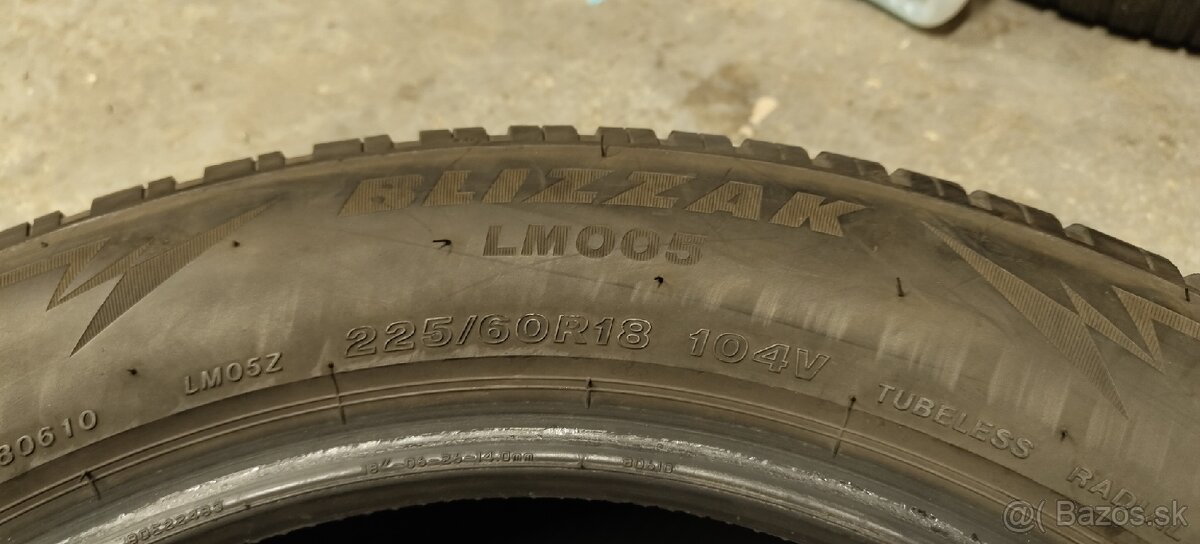 BLIZZAK
LM005
225/60R18 104V
LM05Z
TUBELESS
80610
@( Bazos.sk